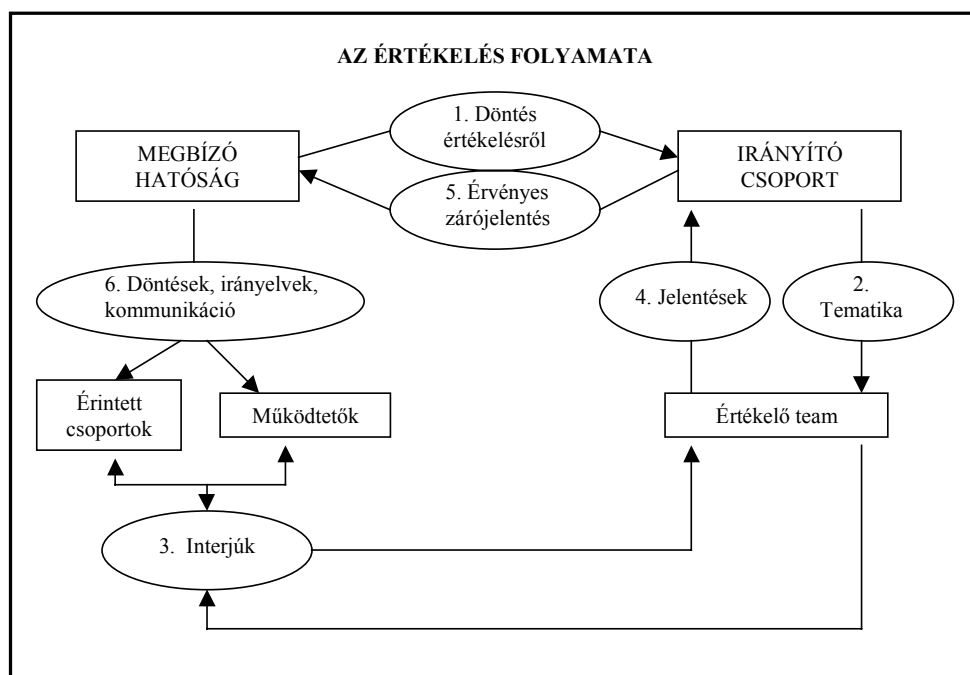 AZ ÉRTÉKELÉS FOLYAMATA
1. Döntés
értékelésről
MEGBÍZÓ
HATÓSÁG
IRÁNYÍTÓ
CSOPORT
5. Érvényes
zárójelentés
6. Döntések, irányelvek,
kommunikáció
4. Jelentések
2.
Tematika
Érintett
csoportok
Működtetők
Értékelő team
3. Interjúk